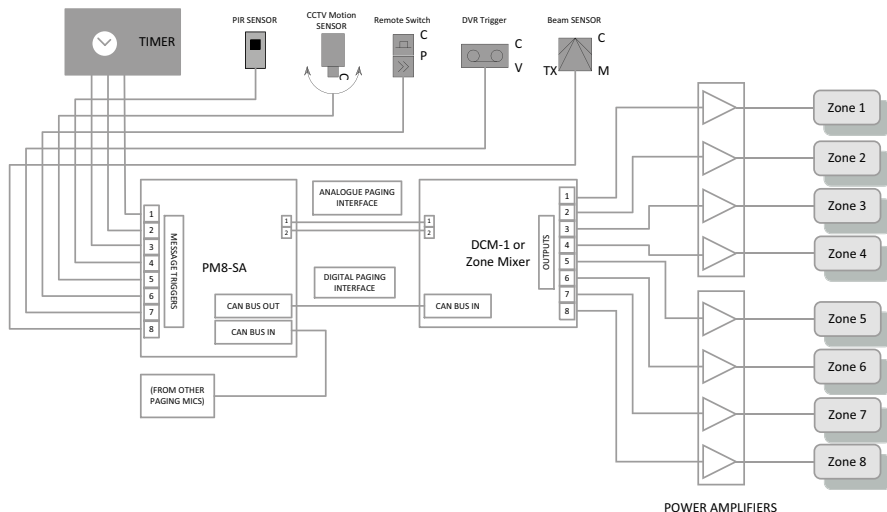 TIMER
PIR SENSOR
CCTV Motion
SENSOR
Remote Switch
C
P
DVR Trigger
C
V
Beam SENSOR
C
TX
M
Zone 1
Zone 2
Zone 3
Zone 4
Zone 5
Zone 6
Zone 7
Zone 8
1
2
3
4
5
6
7
8
MESSAGE TRIGGERS
PM8-SA
1
2
CAN BUS OUT
CAN BUS IN
(FROM OTHER
PAGING MICS)
ANALOGUE PAGING
INTERFACE
DIGITAL PAGING
INTERFACE
1
2
DCM-1 or
Zone Mixer
CAN BUS IN
OUTPUTS
1
2
3
4
5
6
7
8
POWER AMPLIFIERS